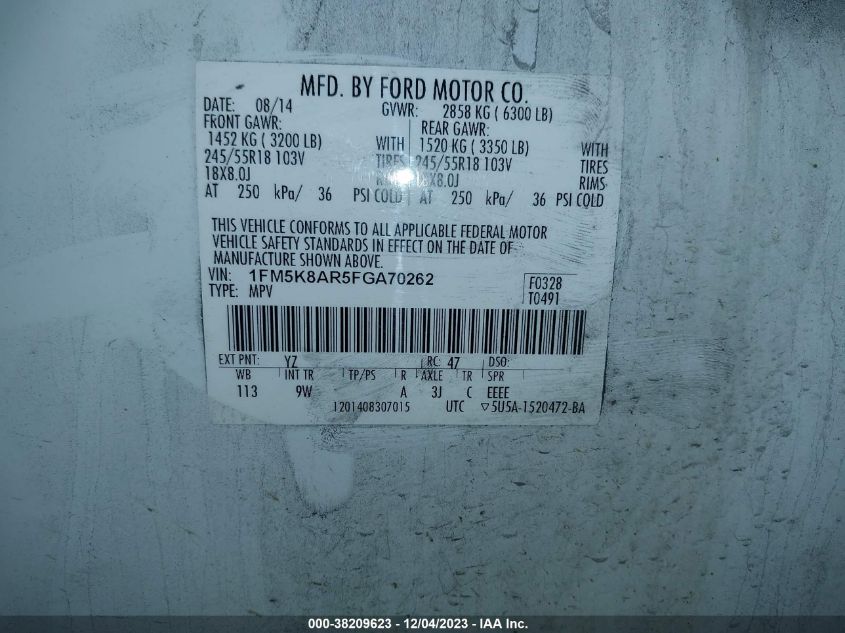 MFD. BY FORD MOTOR CO.
DATE: 08/14 GVWR: 2858 KG ( 6300 LB)
FRONT GAWR: REAR GAWR:
1452 KG ( 3200 LB) WITH 1520 KG ( 3350 LB) WITH
245/55R18 103V TIRES 245/55R18 103V TIRES
18X8.0J RIMS 18X8.0J RIMS
AT 250 kPa/ 36 PSI COLD AT 250 kPa/ 36 PSI COLD
THIS VEHICLE CONFORMS TO ALL APPLICABLE FEDERAL MOTOR
VEHICLE SAFETY STANDARDS IN EFFECT ON THE DATE OF
MANUFACTURE SHOWN ABOVE.
VIN: 1FM5K8AR5FGA70262 F0328
TYPE: MPV T0491
EXT PNT: YZ RC: 47 DSO:
WB INT TR TP/PS R AXLE TR SPR
113 9W A 3J C EEEE
1201408307015 UTC ▽5U5A-1520472-BA
000-38209623 - 12/04/2023 - IAA Inc.